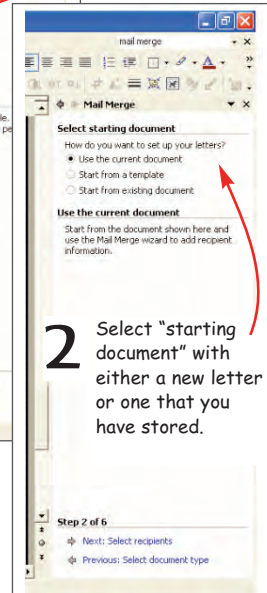 mail merge
Mail Merge
Select starting document
How do you want to set up your letters?
Use the current document
Start from a template
Start from existing document
Use the current document
Start from the document shown here and
use the Mail Merge wizard to add recipient
information.
2
Select “starting
document” with
either a new letter
or one that you
have stored.
Step 2 of 6
Next: Select recipients
Previous: Select document type